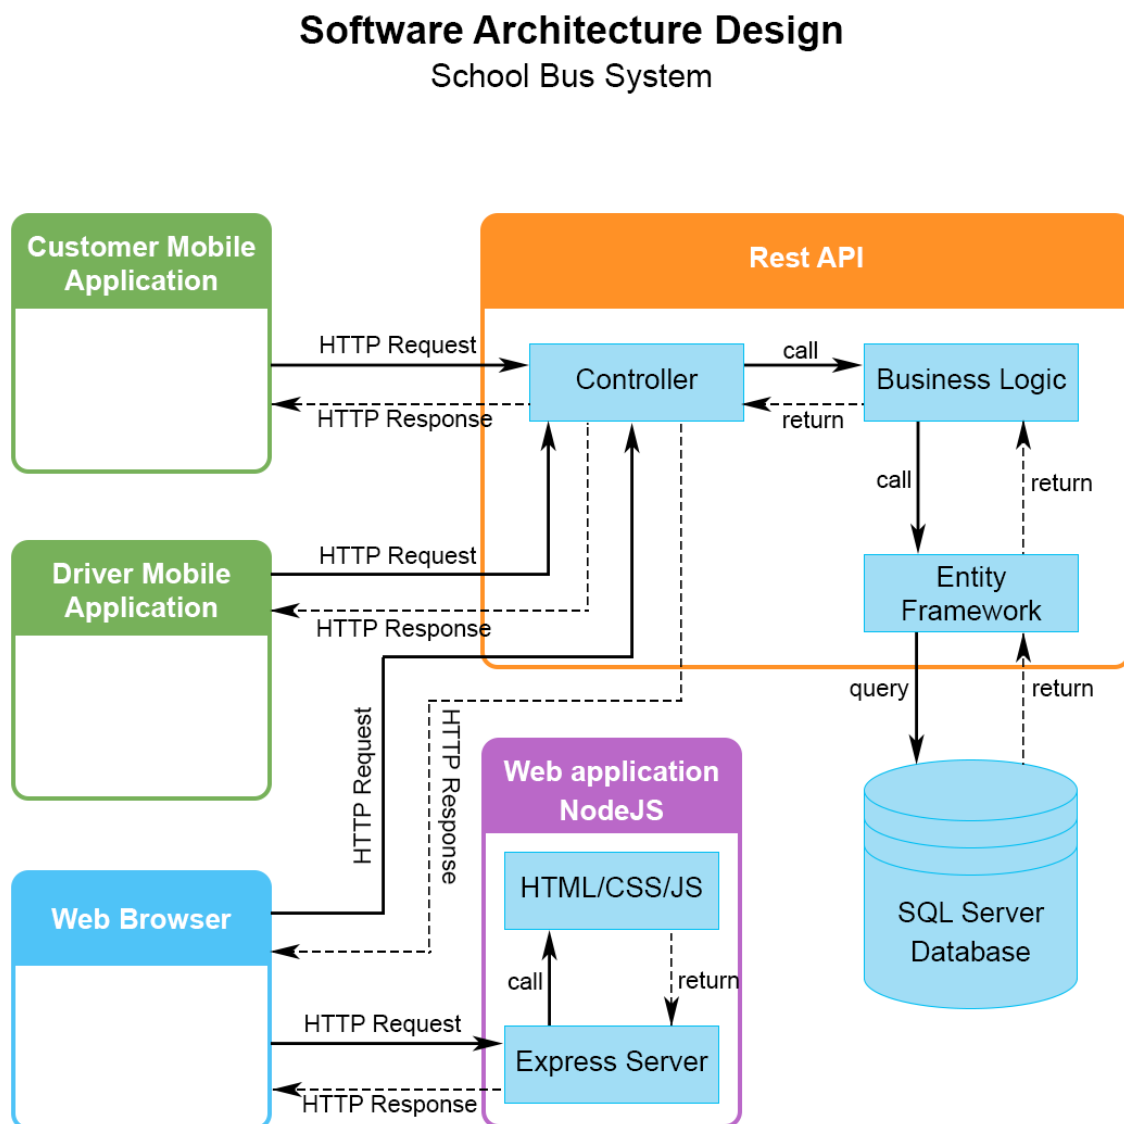 Software Architecture Design
School Bus System
Customer Mobile
Application
Rest API
HTTP Request
Controller
call
Business Logic
HTTP Response
return
call
return
Driver Mobile
Application
HTTP Request
HTTP Response
Entity
Framework
query
return
HTTP Request
HTTP Response
Web application
NodeJS
HTML/CSS/JS
call
return
Express Server
Web Browser
HTTP Request
HTTP Response
SQL Server
Database